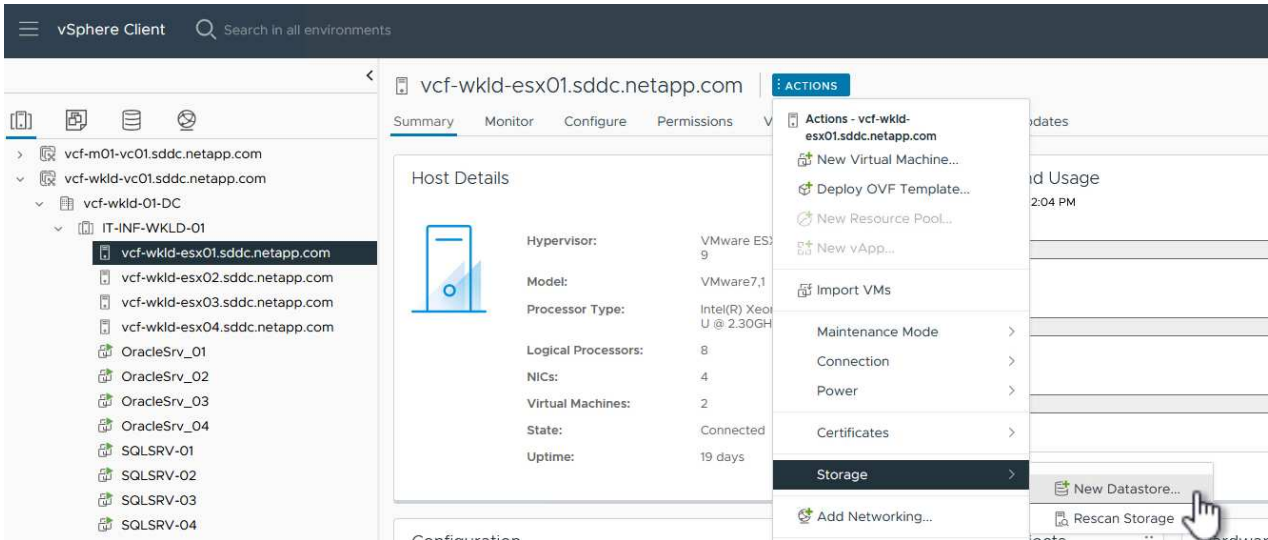 vSphere Client
Search in all environments
vcf-m01-vc01.sddc.netapp.com
vcf-wkld-vc01.sddc.netapp.com
vcf-wkld-01-DC
IT-INF-WKLD-01
vcf-wkld-esx01.sddc.netapp.com
vcf-wkld-esx02.sddc.netapp.com
vcf-wkld-esx03.sddc.netapp.com
vcf-wkld-esx04.sddc.netapp.com
OracleSrv_01
OracleSrv_02
OracleSrv_03
OracleSrv_04
SQLSRV-01
SQLSRV-02
SQLSRV-03
SQLSRV-04
vcf-wkld-esx01.sddc.netapp.com
ACTIONS
Summary Monitor Configure Permissions V
Host Details
Hypervisor: VMware ESX
9
Model: VMware7,1
Processor Type: Intel(R) Xeon
U @ 2.30GH
Logical Processors: 8
NICs: 4
Virtual Machines: 2
State: Connected
Uptime: 19 days
Actions - vcf-wkld-
esx01.sddc.netapp.com
New Virtual Machine...
Deploy OVF Template...
New Resource Pool...
New vApp...
Import VMs
Maintenance Mode
Connection
Power
Certificates
Storage
Add Networking...
New Datastore...
Rescan Storage
pdates
nd Usage
2:04 PM